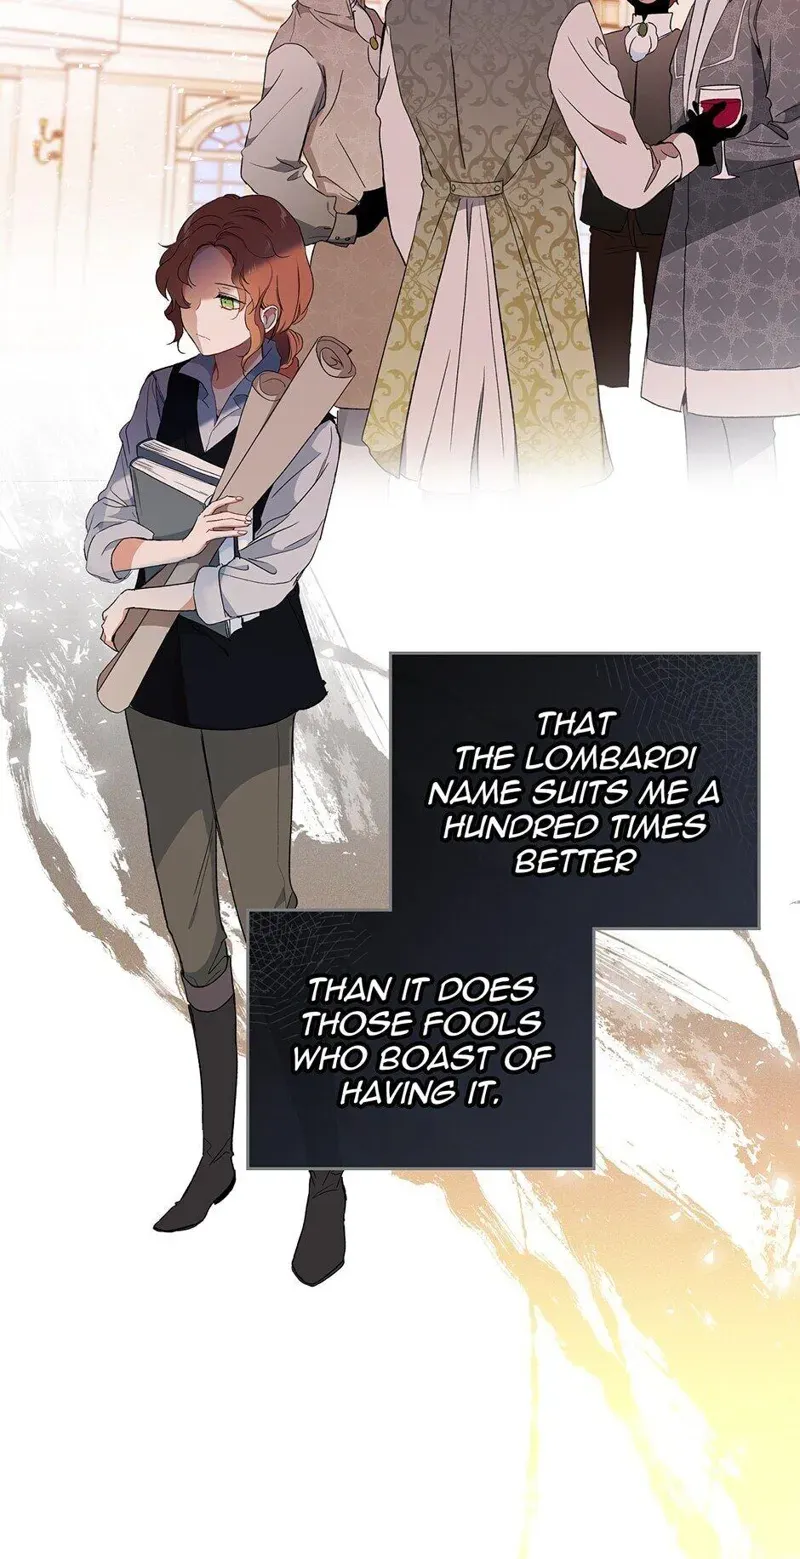 THAT
THE LOMBARDI
NAME SUITS ME A
HUNDRED TIMES
BETTER
THAN IT DOES
THOSE FOOLS
WHO BOAST OF
HAVING IT.